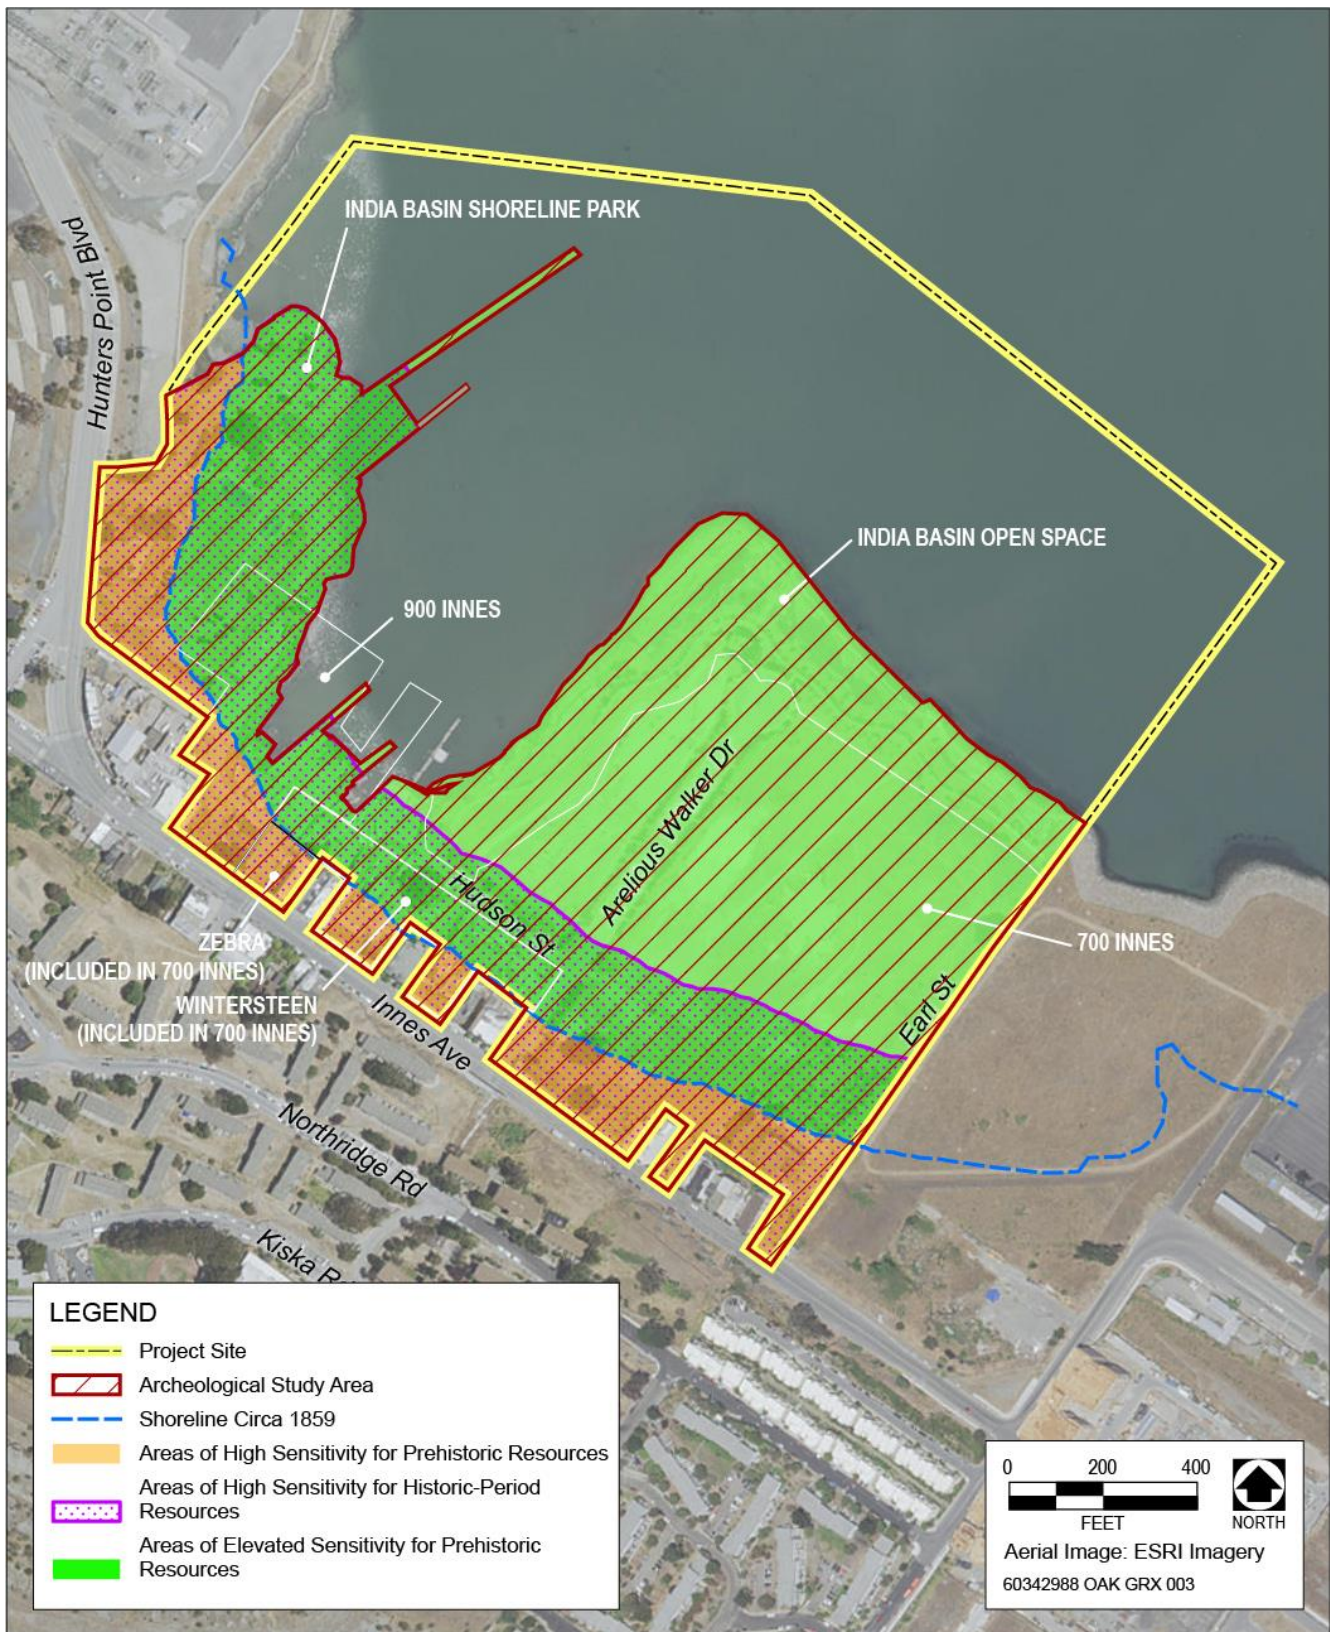 INDIA BASIN SHORELINE PARK
Hunters Point Blvd
INDIA BASIN OPEN SPACE
900 INNES
Arelious Walker Dr
Hudson St
700 INNES
ZEBRA
(INCLUDED IN 700 INNES)
WINTERSTEEN
(INCLUDED IN 700 INNES)
Innes Ave
Earl St
Northridge Rd
Kiska Rd
LEGEND
Project Site
Archeological Study Area
Shoreline Circa 1859
Areas of High Sensitivity for Prehistoric Resources
Areas of High Sensitivity for Historic-Period
Resources
Areas of Elevated Sensitivity for Prehistoric
Resources
0 200 400
FEET
NORTH
Aerial Image: ESRI Imagery
60342988 OAK GRX 003